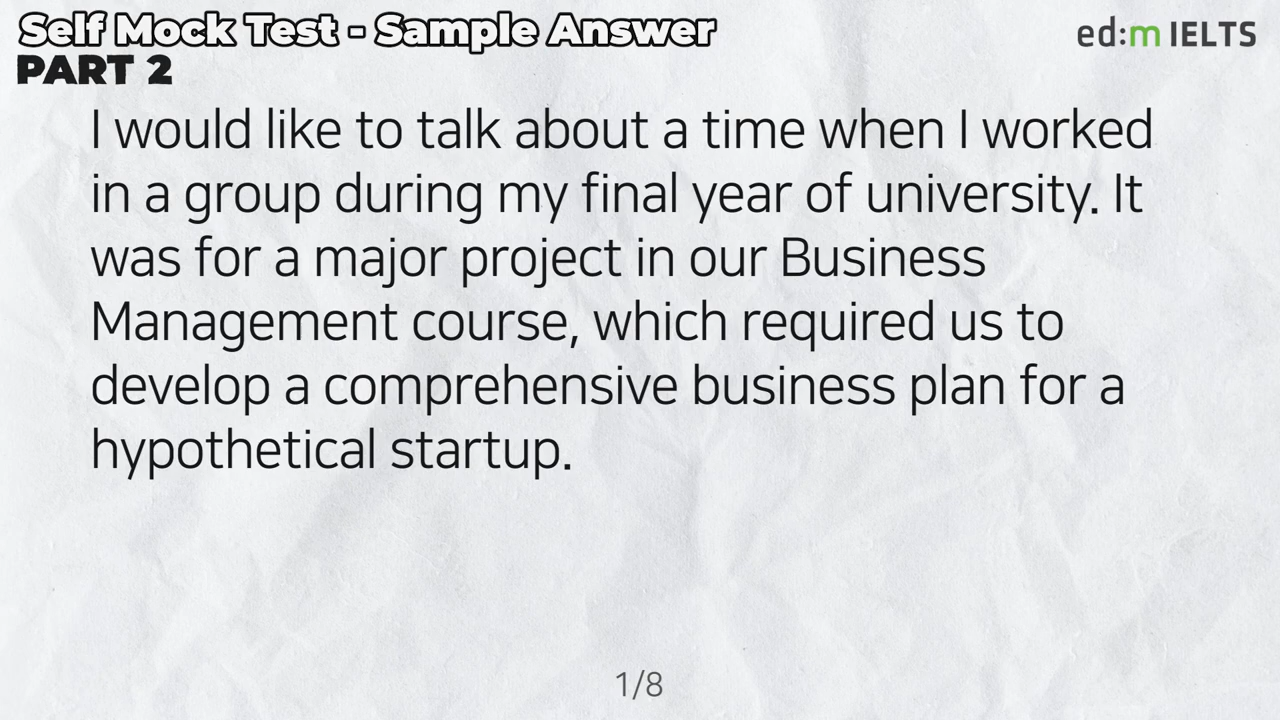 Self Mock Test - Sample Answer
ed:m IELTS
PART 2
I would like to talk about a time when I worked
in a group during my final year of university. It
was for a major project in our Business
Management course, which required us to
develop a comprehensive business plan for a
hypothetical startup.
1/8